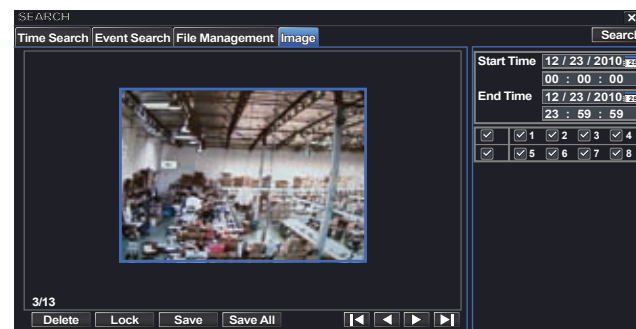 SEARCH X
Time Search Event Search File Management Image
Search
Start Time 12 / 23 / 2010
00 : 00 : 00
End Time 12 / 23 / 2010
23 : 59 : 59
1 2 3 4
5 6 7 8
3/13
Delete Lock Save Save All